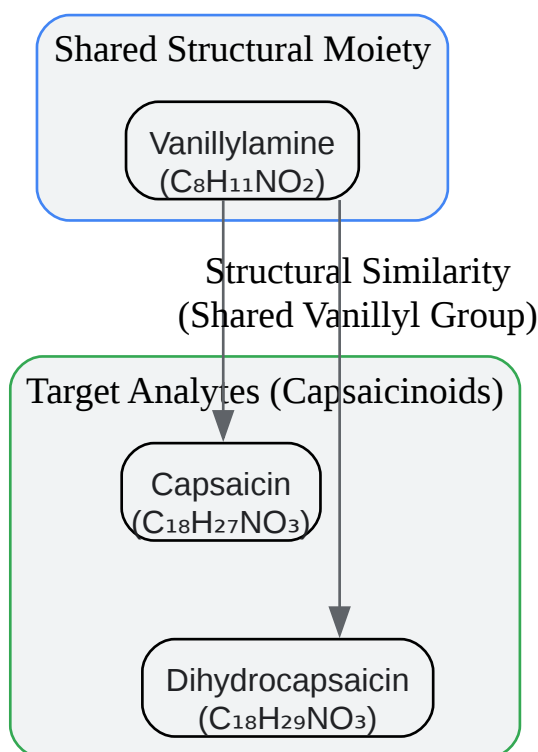 Shared Structural Moiety
Vanillylamine
(C₈H₁₁NO₂)
Structural Similarity
(Shared Vanillyl Group)
Target Analytes (Capsaicinoids)
Capsaicin
(C₁₈H₂₇NO₃)
Dihydrocapsaicin
(C₁₈H₂₉NO₃)